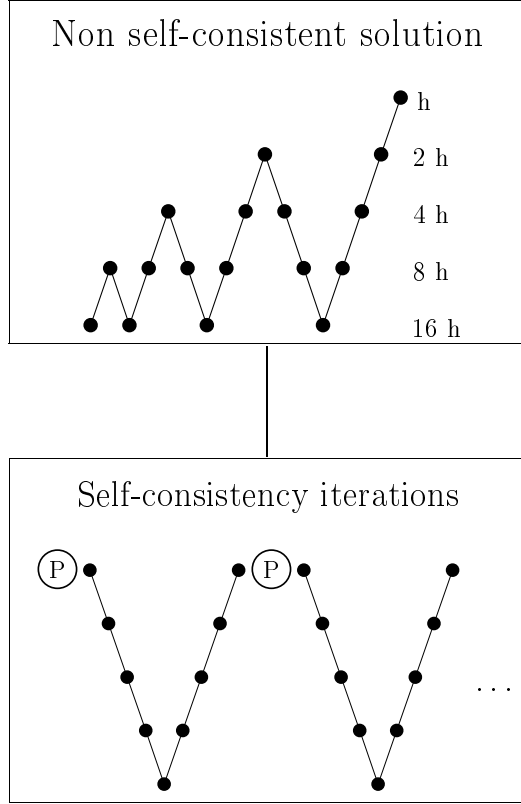 Non self-consistent solution
h
2 h
4 h
8 h
16 h
Self-consistency iterations
P P
...